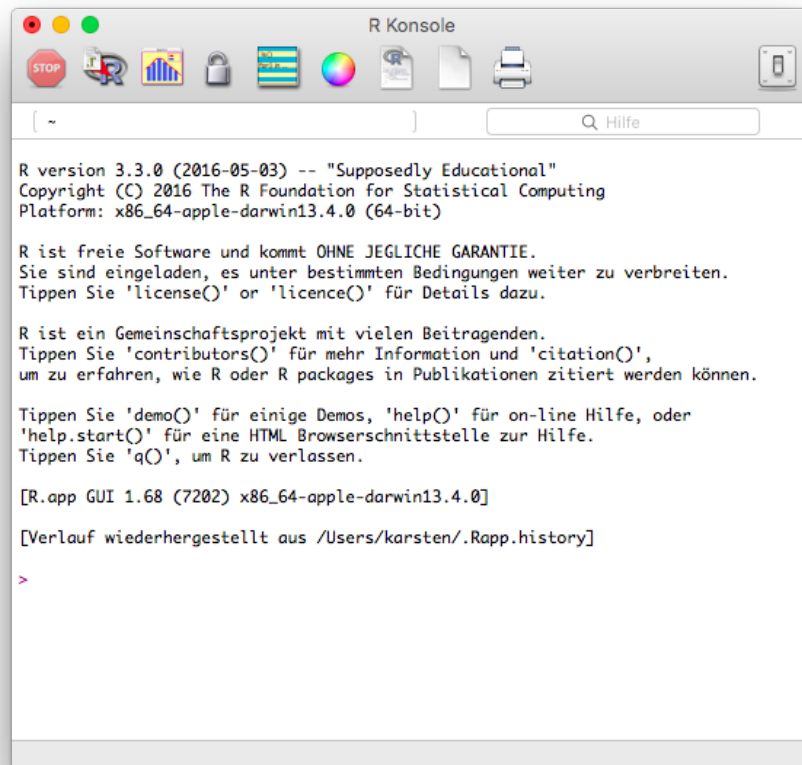 R Konsole
STOP
~
Hilfe
R version 3.3.0 (2016-05-03) -- "Supposedly Educational"
Copyright (C) 2016 The R Foundation for Statistical Computing
Platform: x86_64-apple-darwin13.4.0 (64-bit)
R ist freie Software und kommt OHNE JEGLICHE GARANTIE.
Sie sind eingeladen, es unter bestimmten Bedingungen weiter zu verbreiten.
Tippen Sie 'license()' or 'licence()' für Details dazu.
R ist ein Gemeinschaftsprojekt mit vielen Beitragenden.
Tippen Sie 'contributors()' für mehr Information und 'citation()',
um zu erfahren, wie R oder R packages in Publikationen zitiert werden können.
Tippen Sie 'demo()' für einige Demos, 'help()' für on-line Hilfe, oder
'help.start()' für eine HTML Browserschnittstelle zur Hilfe.
Tippen Sie 'q()', um R zu verlassen.
[R.app GUI 1.68 (7202) x86_64-apple-darwin13.4.0]
[Verlauf wiederhergestellt aus /Users/karsten/.Rapp.history]
>